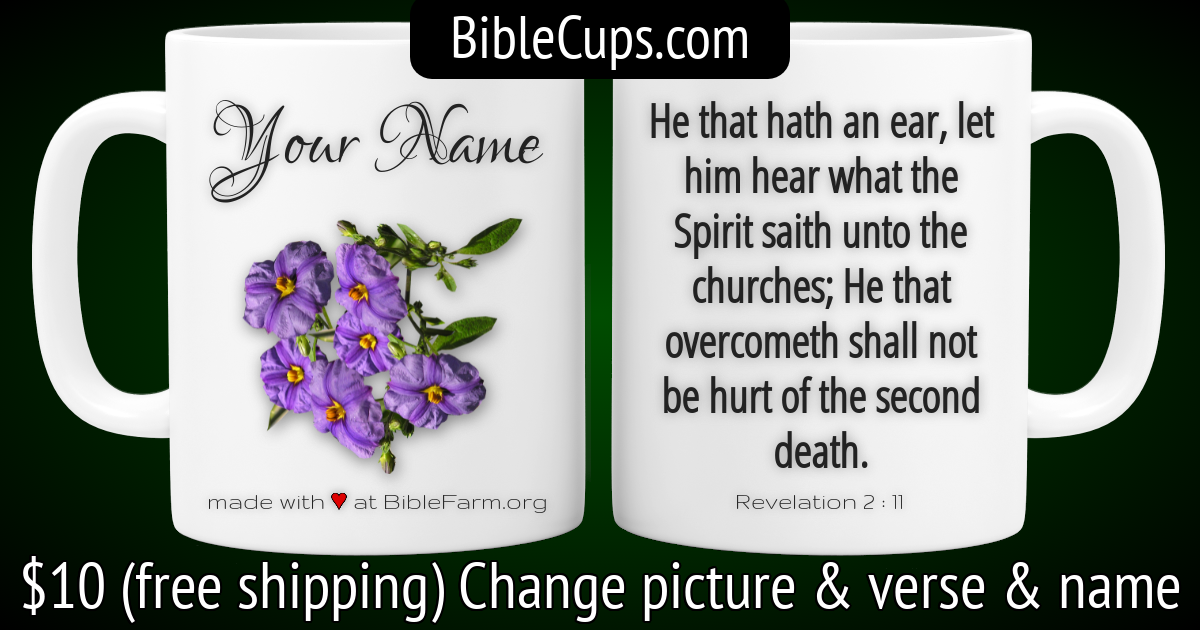 BibleCups.com
Your Name
made with ♥ at BibleFarm.org
He that hath an ear, let
him hear what the
Spirit saith unto the
churches; He that
overcometh shall not
be hurt of the second
death.
Revelation 2 : 11
$10 (free shipping) Change picture & verse & name